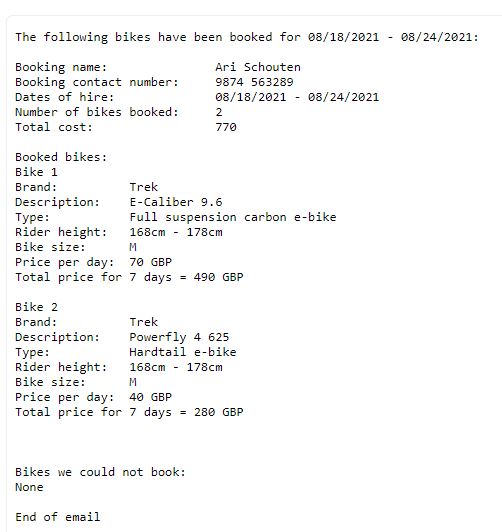 The following bikes have been booked for 08/18/2021 - 08/24/2021:
Booking name: Ari Schouten
Booking contact number: 9874 563289
Dates of hire: 08/18/2021 - 08/24/2021
Number of bikes booked: 2
Total cost: 770
Booked bikes:
Bike 1
Brand: Trek
Description: E-Caliber 9.6
Type: Full suspension carbon e-bike
Rider height: 168cm - 178cm
Bike size: M
Price per day: 70 GBP
Total price for 7 days = 490 GBP
Bike 2
Brand: Trek
Description: Powerfly 4 625
Type: Hardtail e-bike
Rider height: 168cm - 178cm
Bike size: M
Price per day: 40 GBP
Total price for 7 days = 280 GBP
Bikes we could not book:
None
End of email